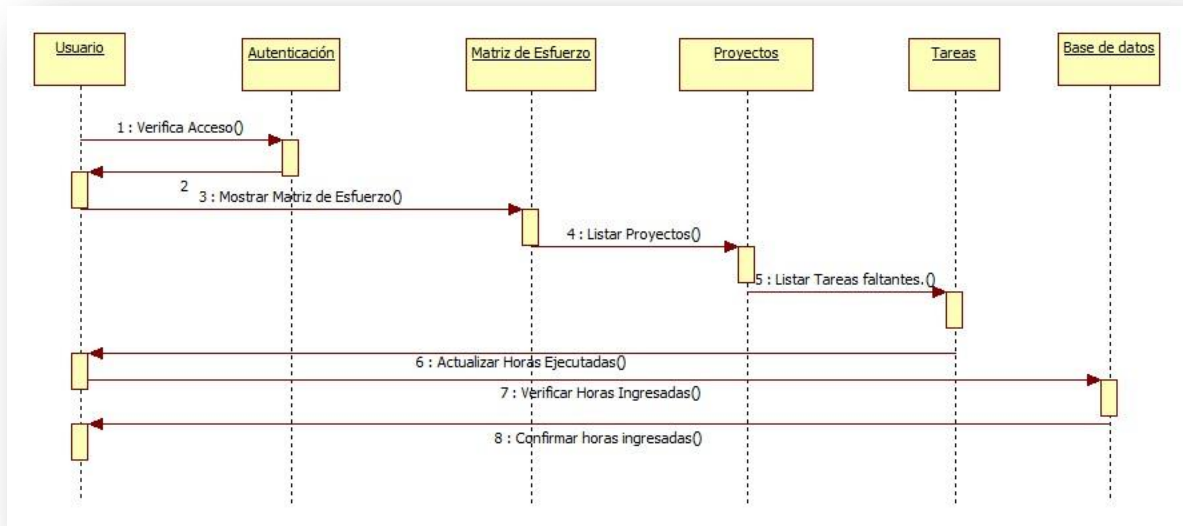 Usuario
Autenticación
Matriz de Esfuerzo
Proyectos
Tareas
Base de datos
1 : Verifica Acceso()
2
3 : Mostrar Matriz de Esfuerzo()
4 : Listar Proyectos()
5 : Listar Tareas faltantes.()
6 : Actualizar Horas Ejecutadas()
7 : Verificar Horas Ingresadas()
8 : Confirmar horas ingresadas()